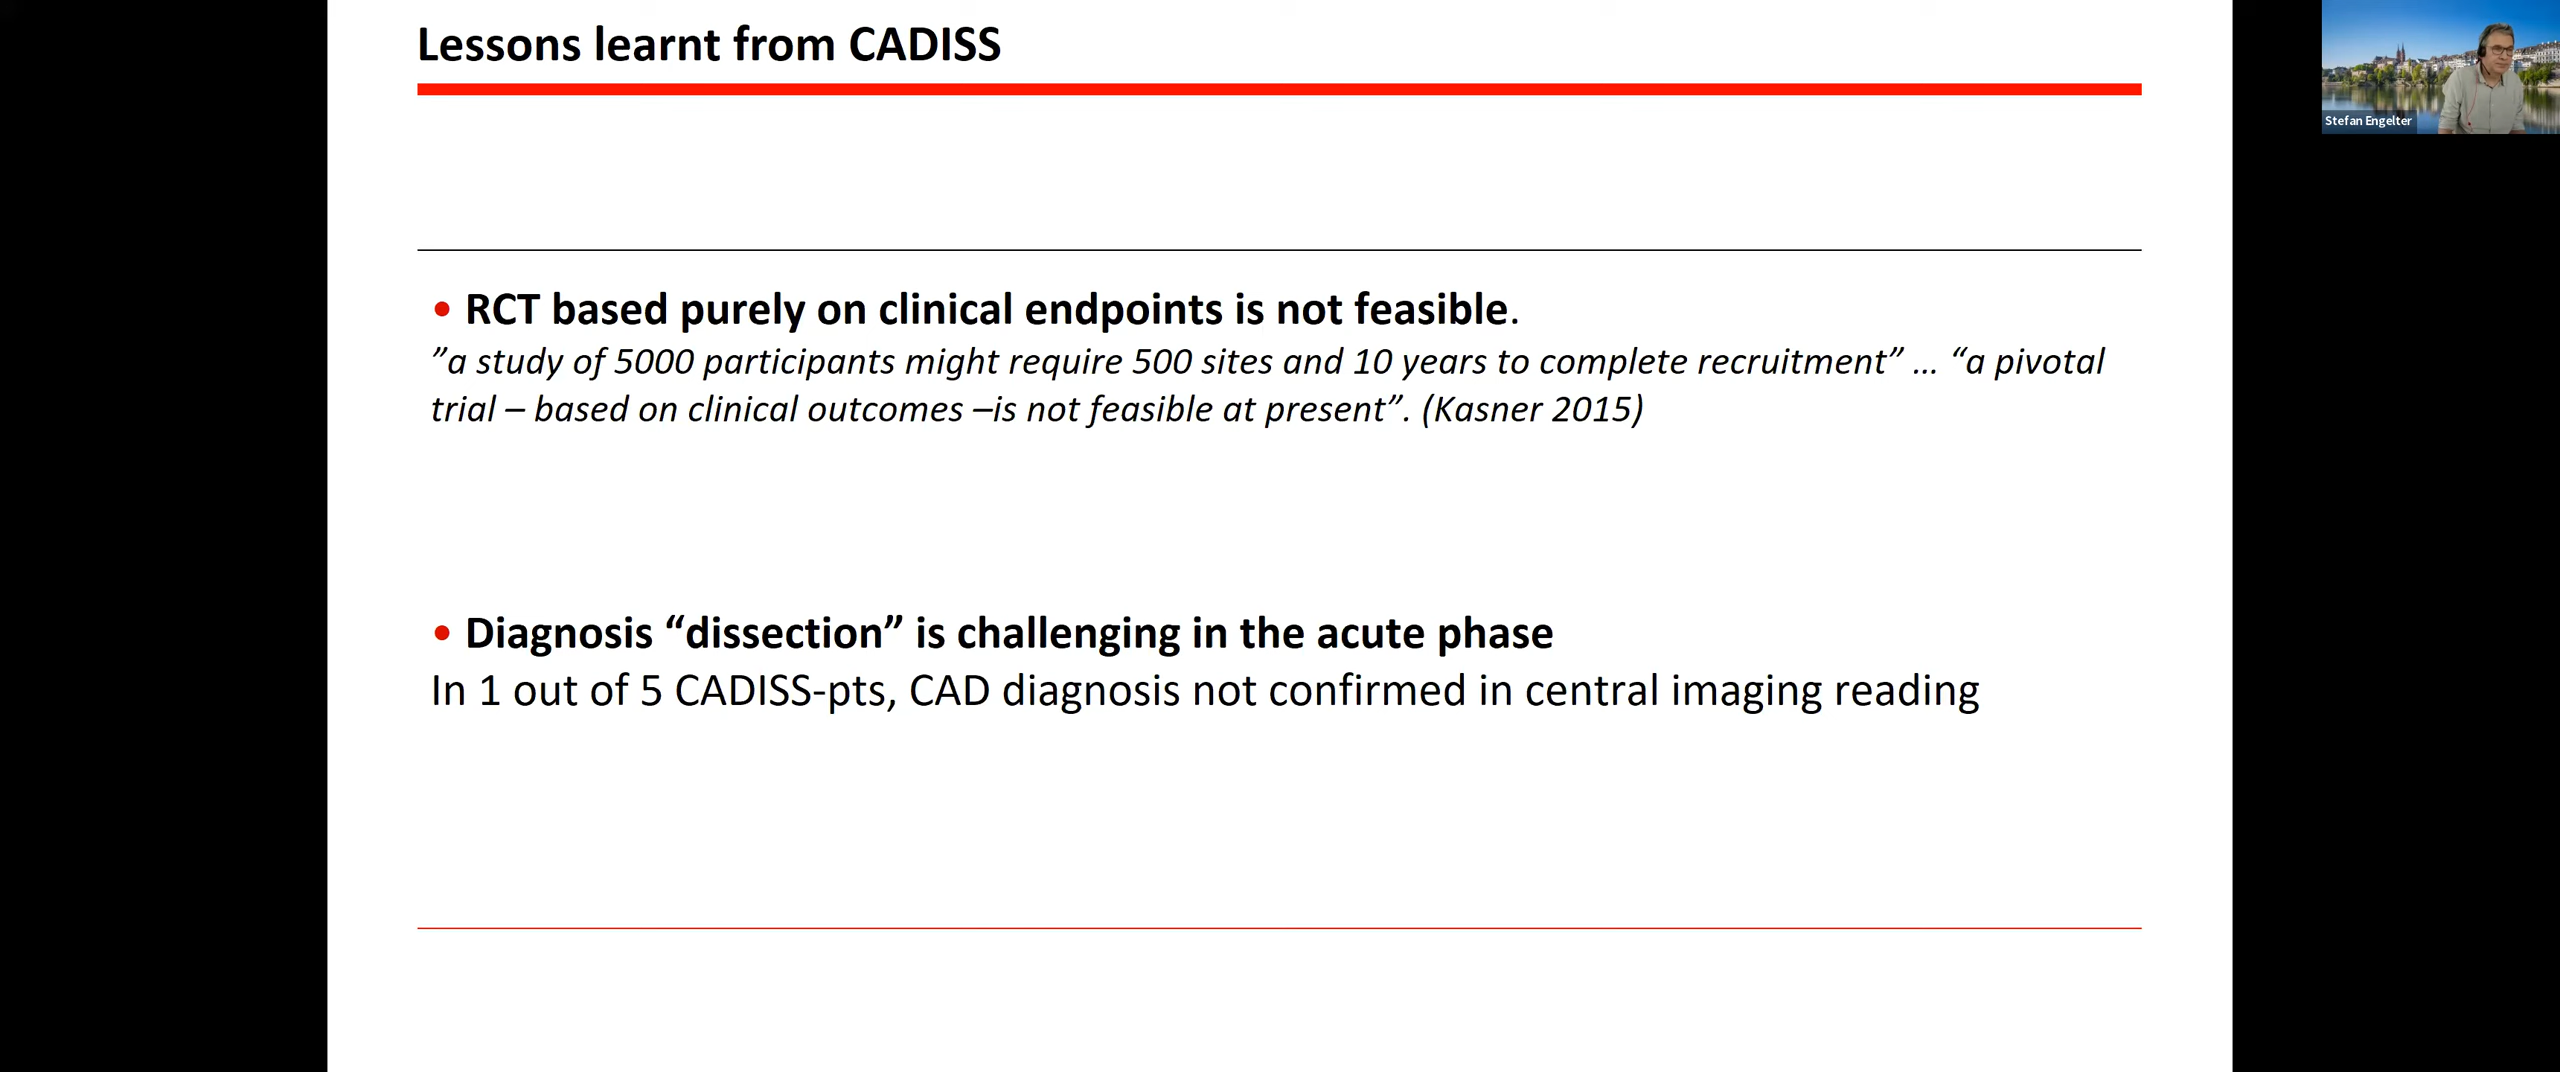 Lessons learnt from CADISS
Stefan Engelter
• RCT based purely on clinical endpoints is not feasible.
”a study of 5000 participants might require 500 sites and 10 years to complete recruitment” … “a pivotal
trial – based on clinical outcomes –is not feasible at present”. (Kasner 2015)
• Diagnosis “dissection” is challenging in the acute phase
In 1 out of 5 CADISS-pts, CAD diagnosis not confirmed in central imaging reading